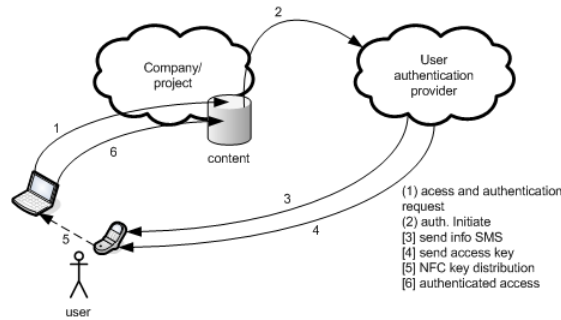 2
Company/
project
User
authentication
provider
1
6
content
3
4
5
user
(1) acess and authentication
request
(2) auth. Initiate
[3] send info SMS
[4] send access key
[5] NFC key distribution
[6] authenticated access